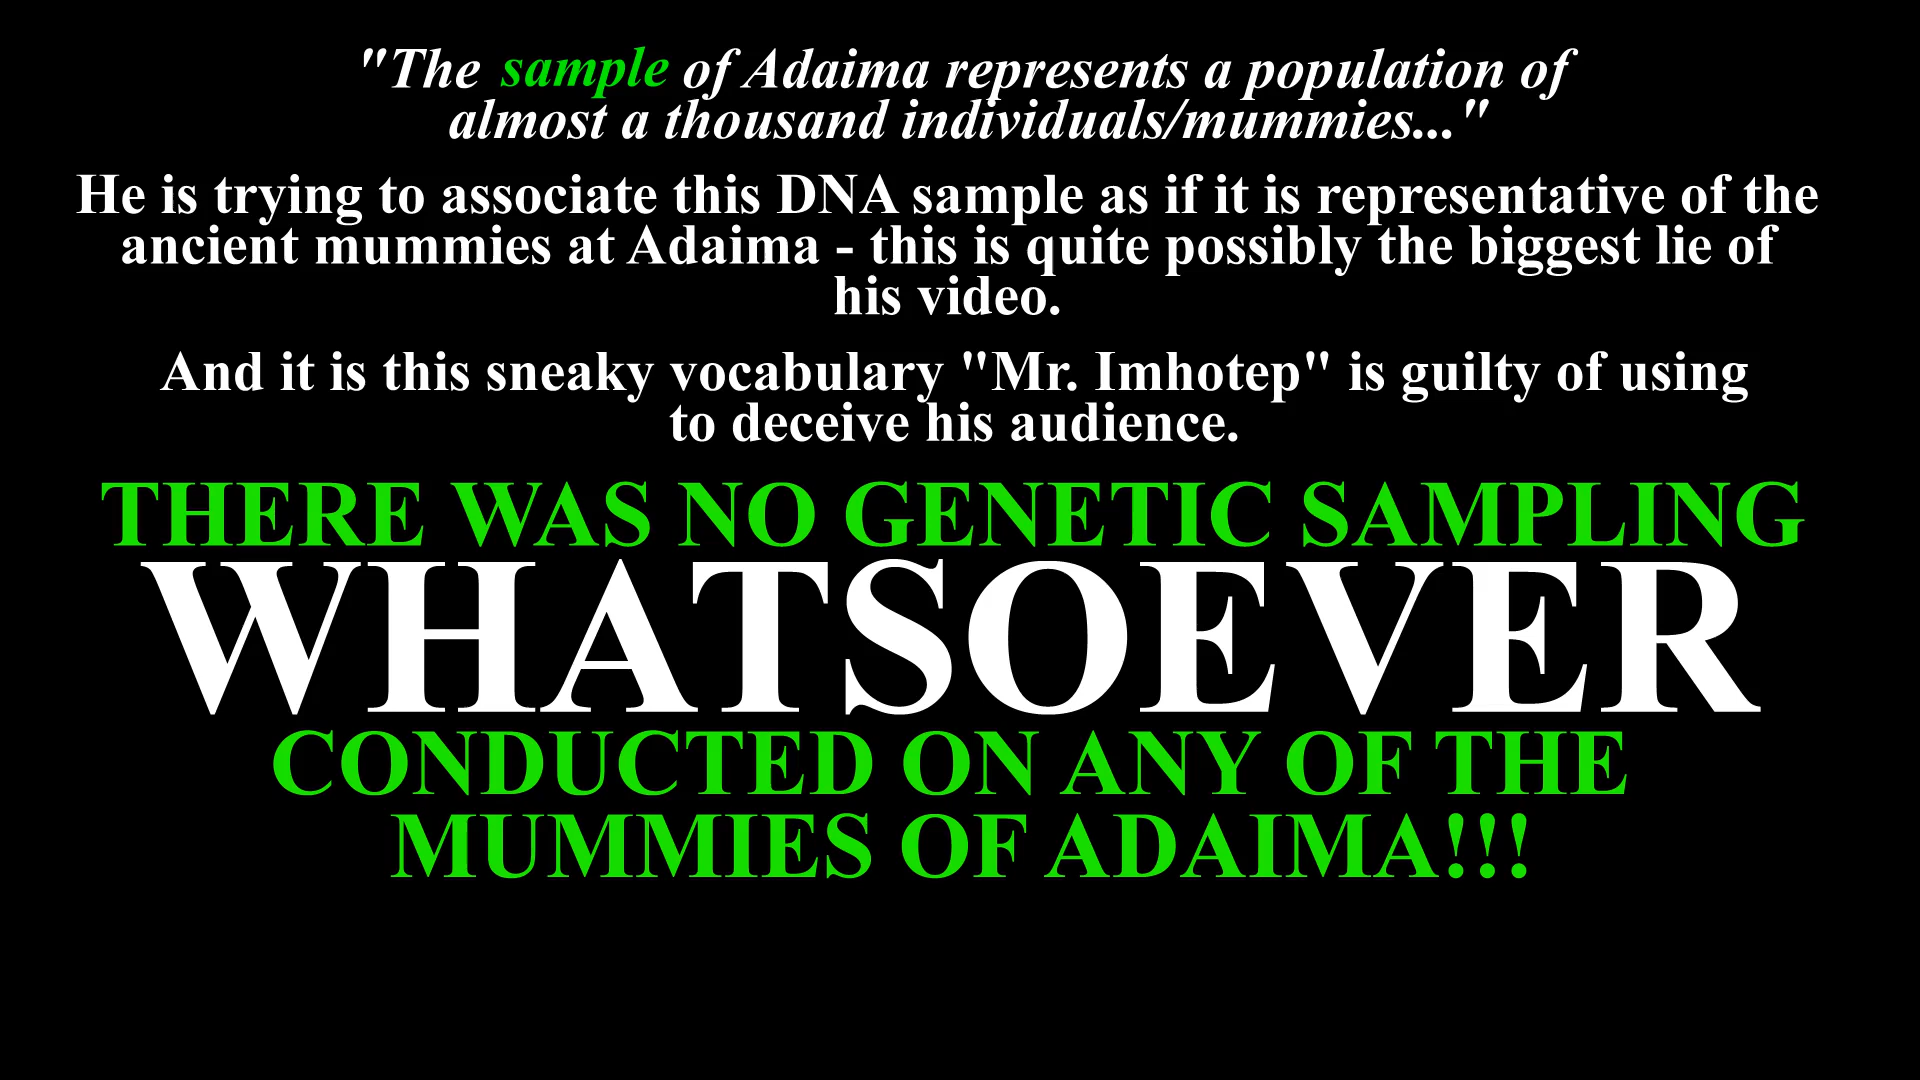 "The sample of Adaima represents a population of
almost a thousand individuals/mummies..."
He is trying to associate this DNA sample as if it is representative of the
ancient mummies at Adaima - this is quite possibly the biggest lie of
his video.
And it is this sneaky vocabulary "Mr. Imhotep" is guilty of using
to deceive his audience.
THERE WAS NO GENETIC SAMPLING
WHATSOEVER
CONDUCTED ON ANY OF THE
MUMMIES OF ADAIMA!!!